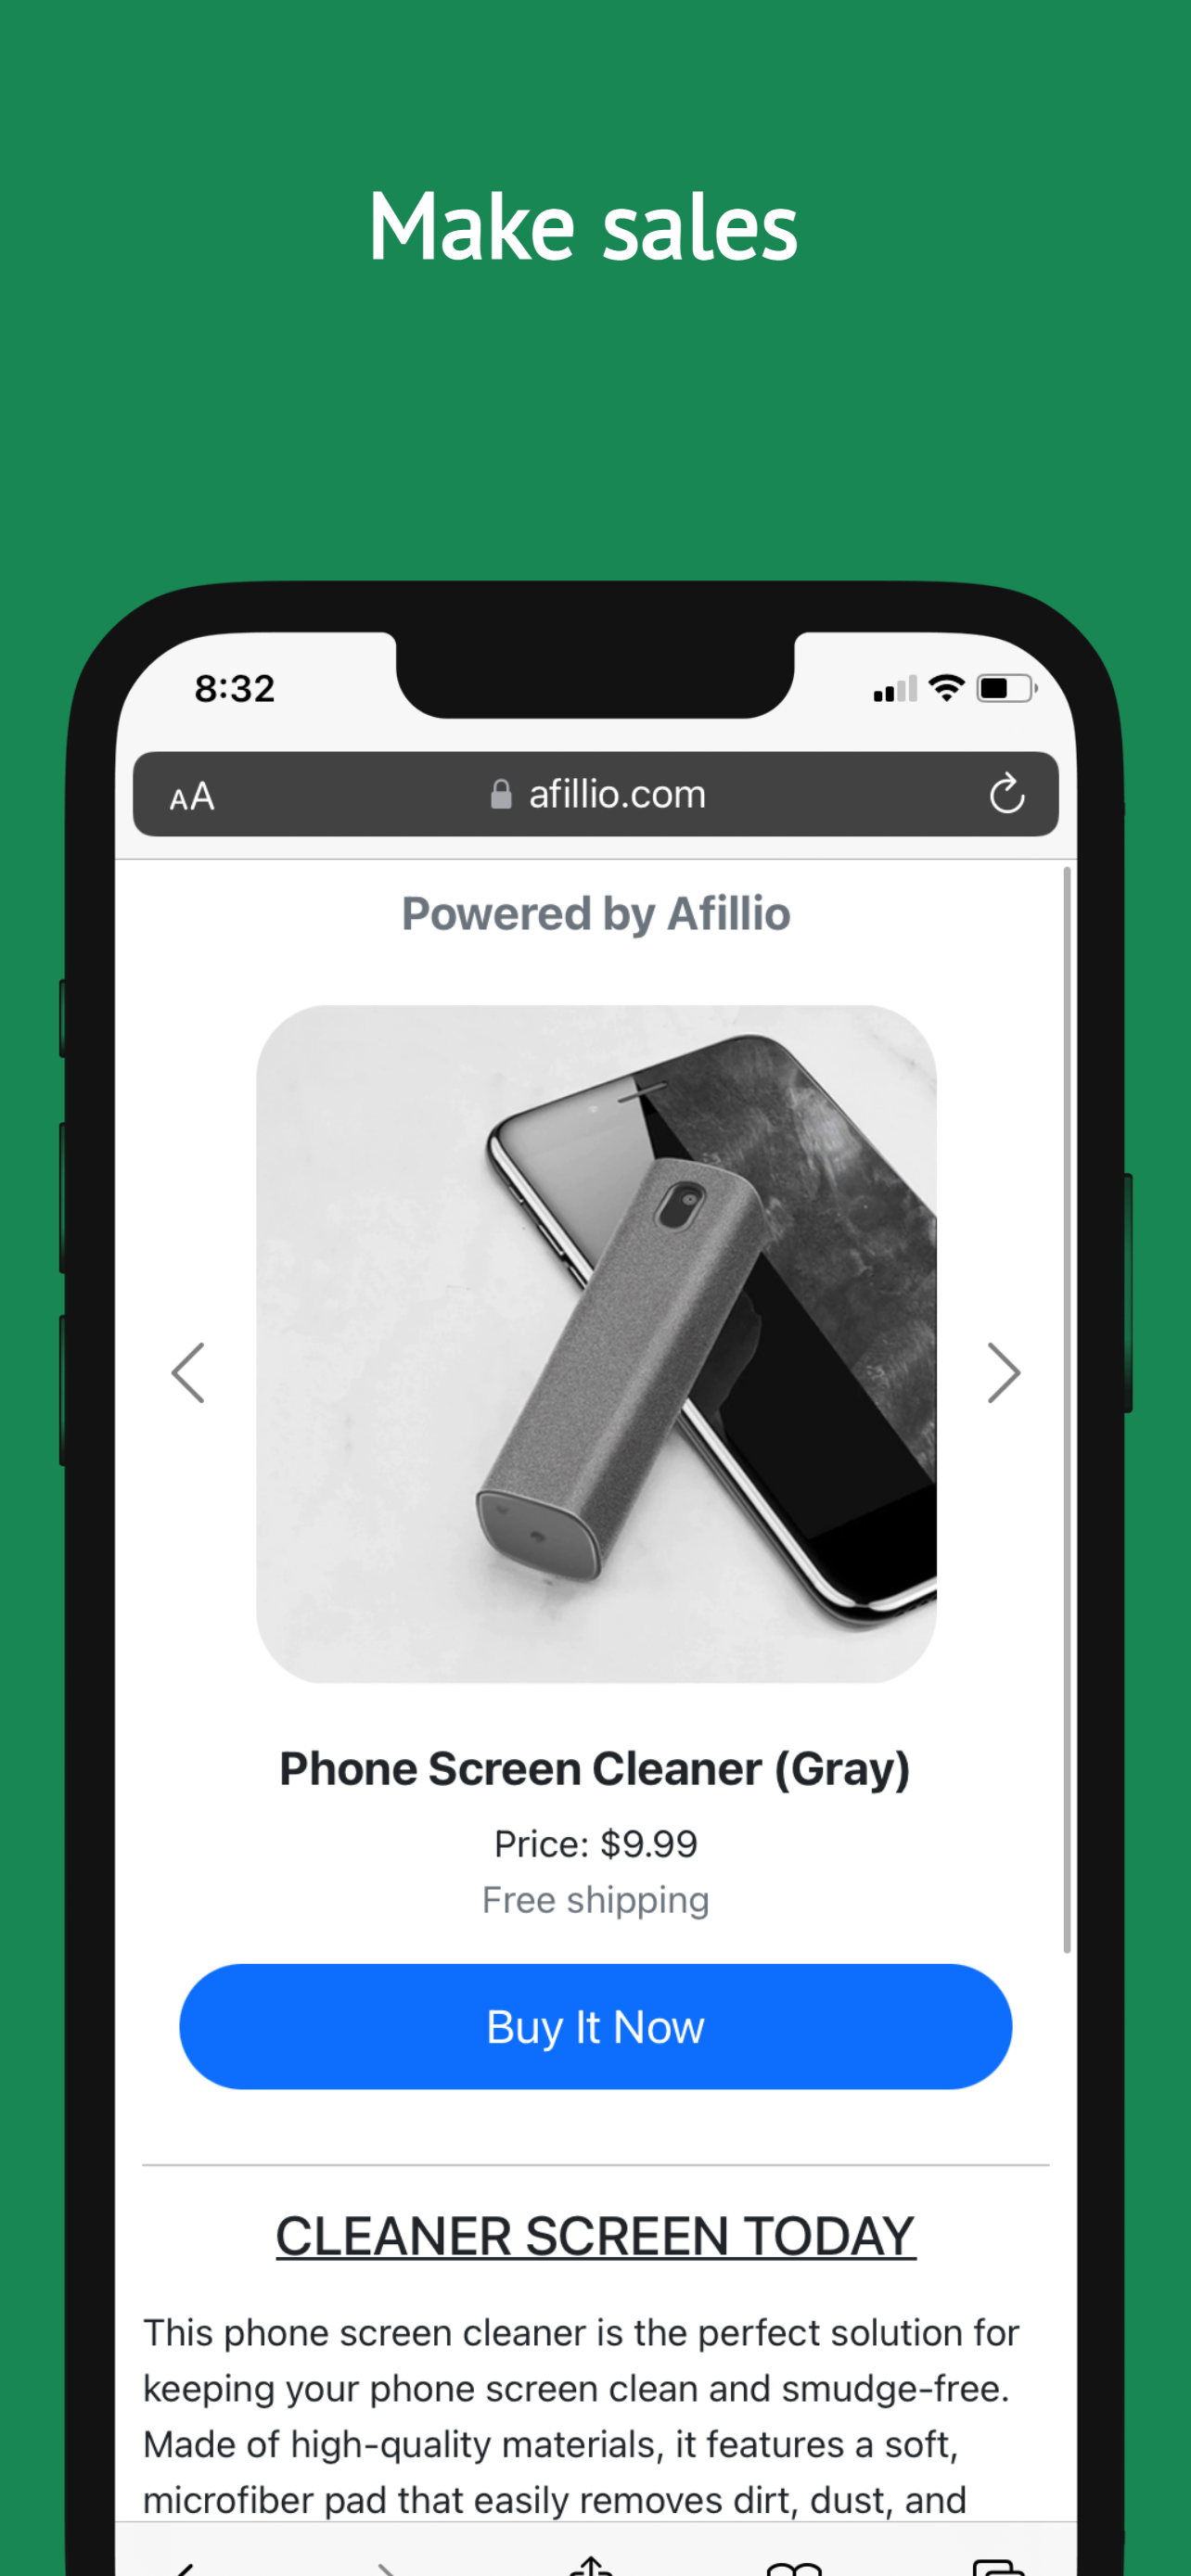 Make sales
8:32
AA afillio.com
Powered by Afillio
Phone Screen Cleaner (Gray)
Price: $9.99
Free shipping
Buy It Now
CLEANER SCREEN TODAY
This phone screen cleaner is the perfect solution for
keeping your phone screen clean and smudge-free.
Made of high-quality materials, it features a soft,
microfiber pad that easily removes dirt, dust, and